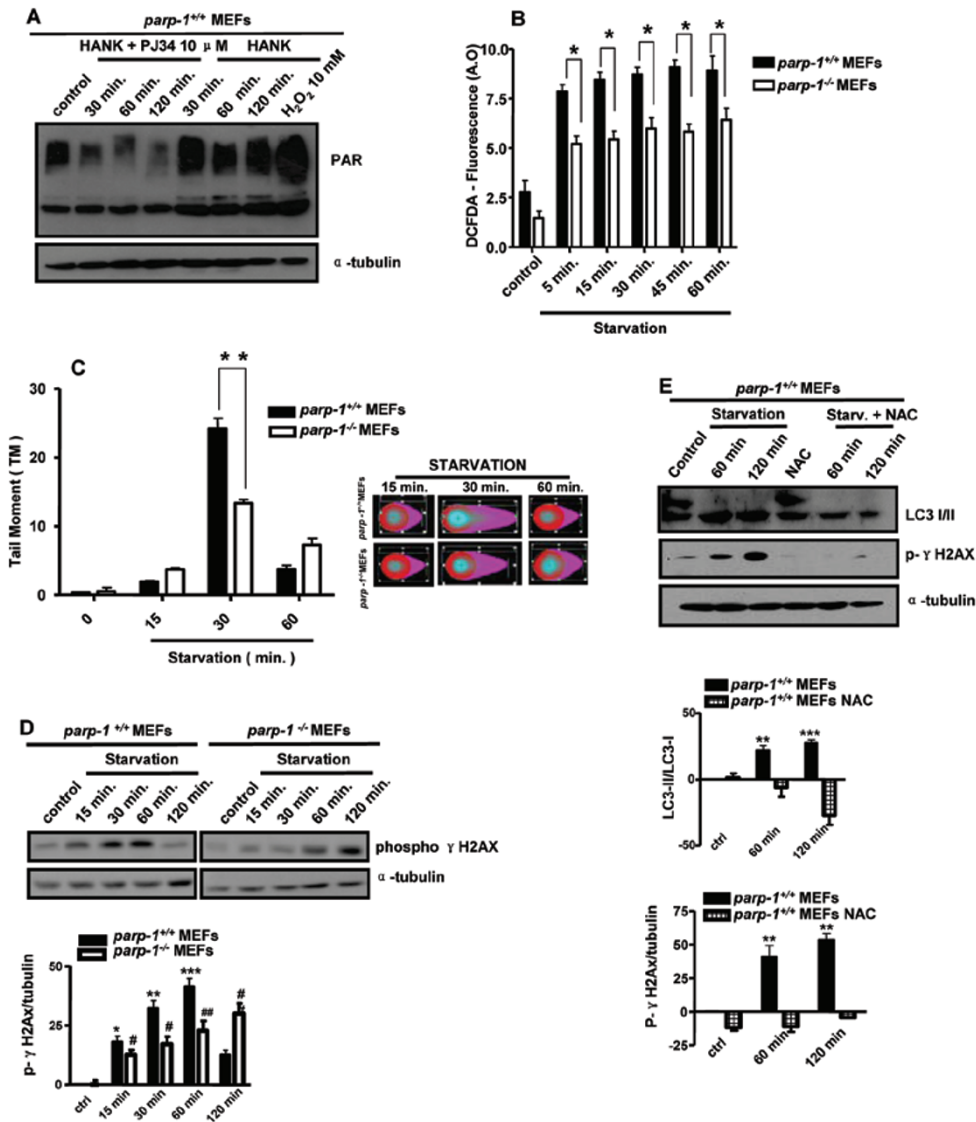 A
parp-1+/+ MEFs
HANK + PJ34 10 μ M HANK
control 30 min. 60 min. 120 min. 30 min. 60 min. 120 min. H2O2 10 mM
PAR
α -tubulin
B
parp-1+/+ MEFs
parp-1-/- MEFs
DCFDA - Fluorescence (A.O)
10.0
7.5
5.0
2.5
0.0
* * * * *
control 5 min. 15 min. 30 min. 45 min. 60 min.
Starvation
C
Tail Moment ( TM )
30
20
10
0
* *
parp-1+/+ MEFs
parp-1-/- MEFs
0 15 30 60
Starvation ( min. )
STARVATION
15 min. 30 min. 60 min.
D
parp-1 +/+ MEFs parp-1 -/- MEFs
Starvation Starvation
control 15 min. 30 min. 60 min. 120 min. control 15 min. 30 min. 60 min. 120 min.
phospho γ H2AX
α -tubulin
parp-1+/+ MEFs
parp-1-/- MEFs
p- γ H2Ax/tubulin
50
25
0
* # ** # *** ## #
ctrl 15 min 30 min 60 min 120 min
E
parp-1+/+ MEFs
Starvation Starv. + NAC
Control 60 min 120 min NAC 60 min 120 min
LC3 I/II
p- γ H2AX
α -tubulin
parp-1+/+ MEFs
parp-1+/+ MEFs NAC
LC3-II/LC3-I
50
0
-50
** ***
ctrl 60 min 120 min
parp-1+/+ MEFs
parp-1+/+ MEFs NAC
P- γ H2Ax/tubulin
75
50
25
0
-25
** **
ctrl 60 min 120 min